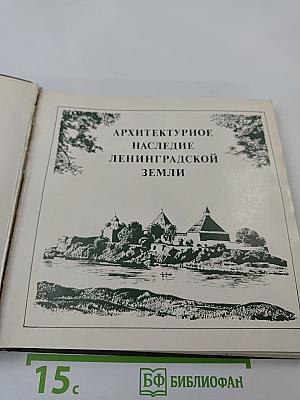 АРХИТЕКТУРНОЕ
НАСЛЕДИЕ
ЛЕНИНГРАДСКОЙ
ЗЕМЛИ
15с
БФ БИБЛИОФАН